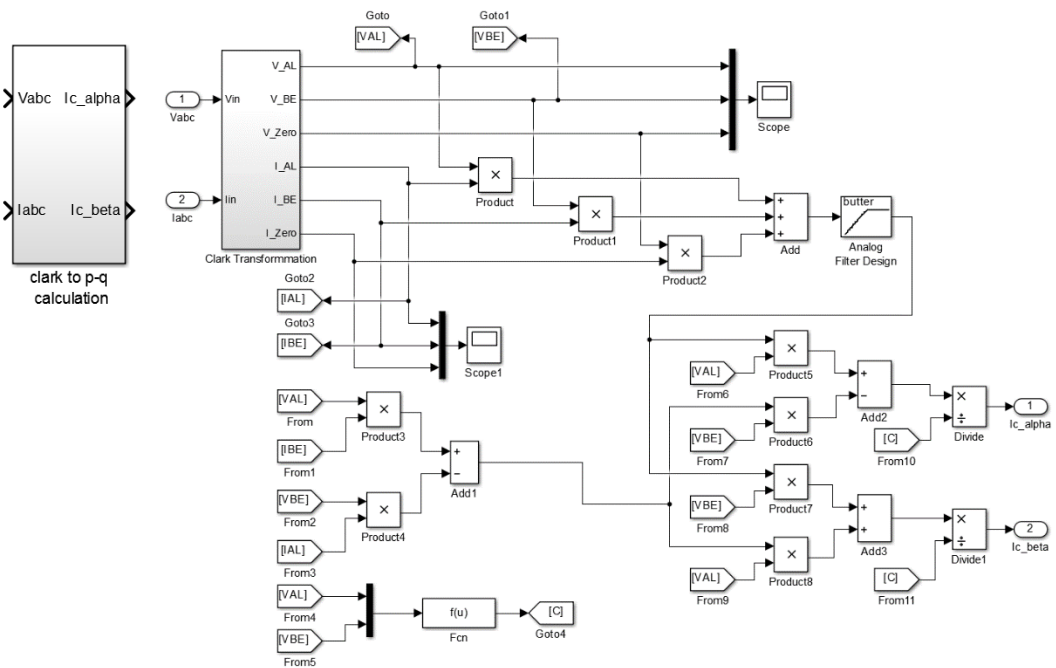 Goto
[VAL]
Goto1
[VBE]
Vabc
Ic_alpha
Iabc
Ic_beta
clark to p-q
calculation
1
Vabc
2
Iabc
Vin
Iin
V_AL
V_BE
V_Zero
I_AL
I_BE
I_Zero
Clark Transformmation
Scope
×
Product
×
Product1
×
Product2
+
+
+
Add
butter
Analog
Filter Design
Goto2
[IAL]
Goto3
[IBE]
Scope1
[VAL]
From
[IBE]
From1
×
Product3
[VBE]
From2
[IAL]
From3
×
Product4
+
−
Add1
[VAL]
From4
[VBE]
From5
f(u)
Fcn
[C]
Goto4
[VAL]
From6
×
Product5
[VBE]
From7
×
Product6
+
−
Add2
[C]
From10
×
÷
Divide
1
Ic_alpha
[VBE]
From8
×
Product7
[VAL]
From9
×
Product8
+
+
Add3
[C]
From11
×
÷
Divide1
2
Ic_beta